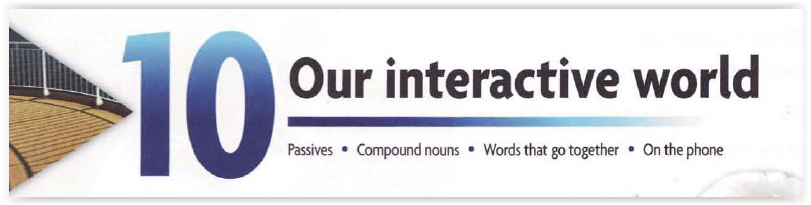 10
Our interactive world
Passives • Compound nouns • Words that go together • On the phone